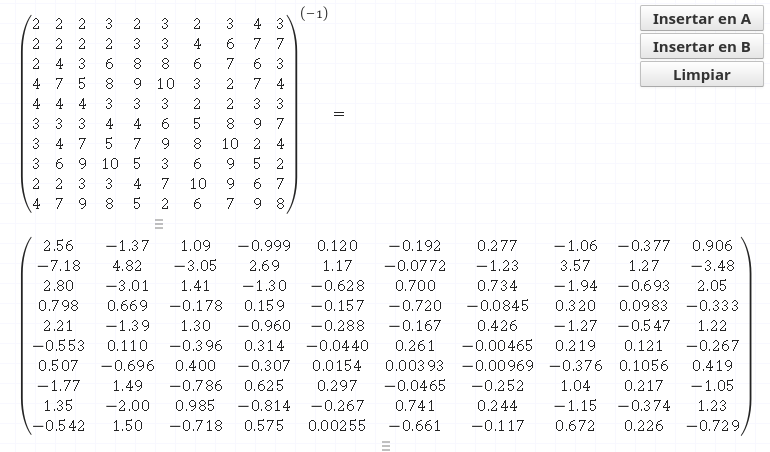 2 2 2 3 2 3 2 3 4 3 (−1) Insertar en A
2 2 2 2 3 3 4 6 7 7 Insertar en B
2 4 3 6 8 8 6 7 6 3 Limpiar
4 7 5 8 9 10 3 2 7 4
4 4 4 3 3 3 2 2 3 3 =
3 3 3 4 4 6 5 8 9 7
3 4 7 5 7 9 8 10 2 4
3 6 9 10 5 3 6 9 5 2
2 2 3 3 4 7 10 9 6 7
4 7 9 8 5 2 6 7 9 8
2.56 −1.37 1.09 −0.999 0.120 −0.192 0.277 −1.06 −0.377 0.906
−7.18 4.82 −3.05 2.69 1.17 −0.0772 −1.23 3.57 1.27 −3.48
2.80 −3.01 1.41 −1.30 −0.628 0.700 0.734 −1.94 −0.693 2.05
0.798 0.669 −0.178 0.159 −0.157 −0.720 −0.0845 0.320 0.0983 −0.333
2.21 −1.39 1.30 −0.960 −0.288 −0.167 0.426 −1.27 −0.547 1.22
−0.553 0.110 −0.396 0.314 −0.0440 0.261 −0.00465 0.219 0.121 −0.267
0.507 −0.696 0.400 −0.307 0.0154 0.00393 −0.00969 −0.376 0.1056 0.419
−1.77 1.49 −0.786 0.625 0.297 −0.0465 −0.252 1.04 0.217 −1.05
1.35 −2.00 0.985 −0.814 −0.267 0.741 0.244 −1.15 −0.374 1.23
−0.542 1.50 −0.718 0.575 0.00255 −0.661 −0.117 0.672 0.226 −0.729